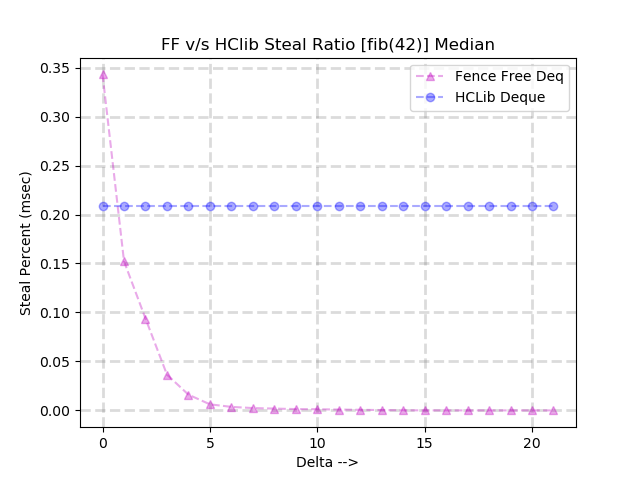 FF v/s HClib Steal Ratio [fib(42)] Median
Fence Free Deq
HCLib Deque
Steal Percent (msec)
0.35
0.30
0.25
0.20
0.15
0.10
0.05
0.00
0 5 10 15 20
Delta -->